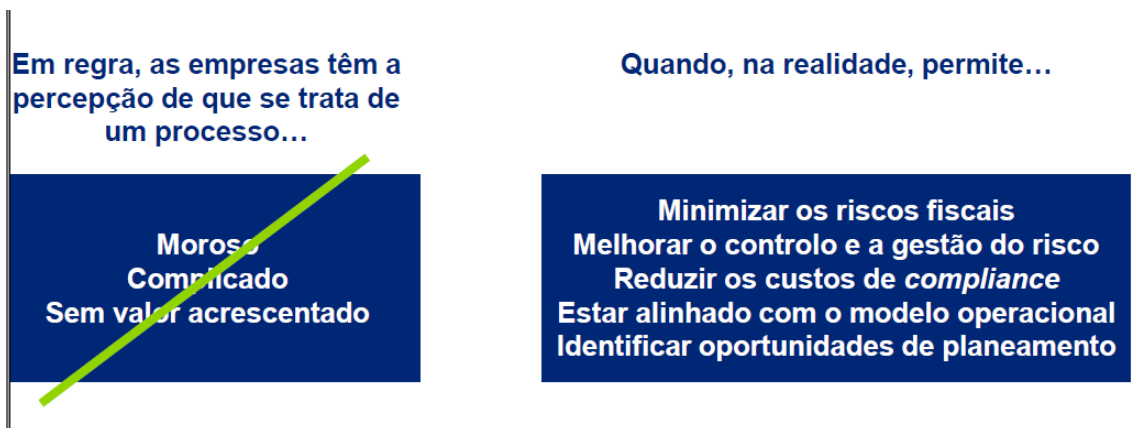 Em regra, as empresas têm a
percepção de que se trata de
um processo…
Moroso
Complicado
Sem valor acrescentado
Quando, na realidade, permite…
Minimizar os riscos fiscais
Melhorar o controlo e a gestão do risco
Reduzir os custos de compliance
Estar alinhado com o modelo operacional
Identificar oportunidades de planeamento